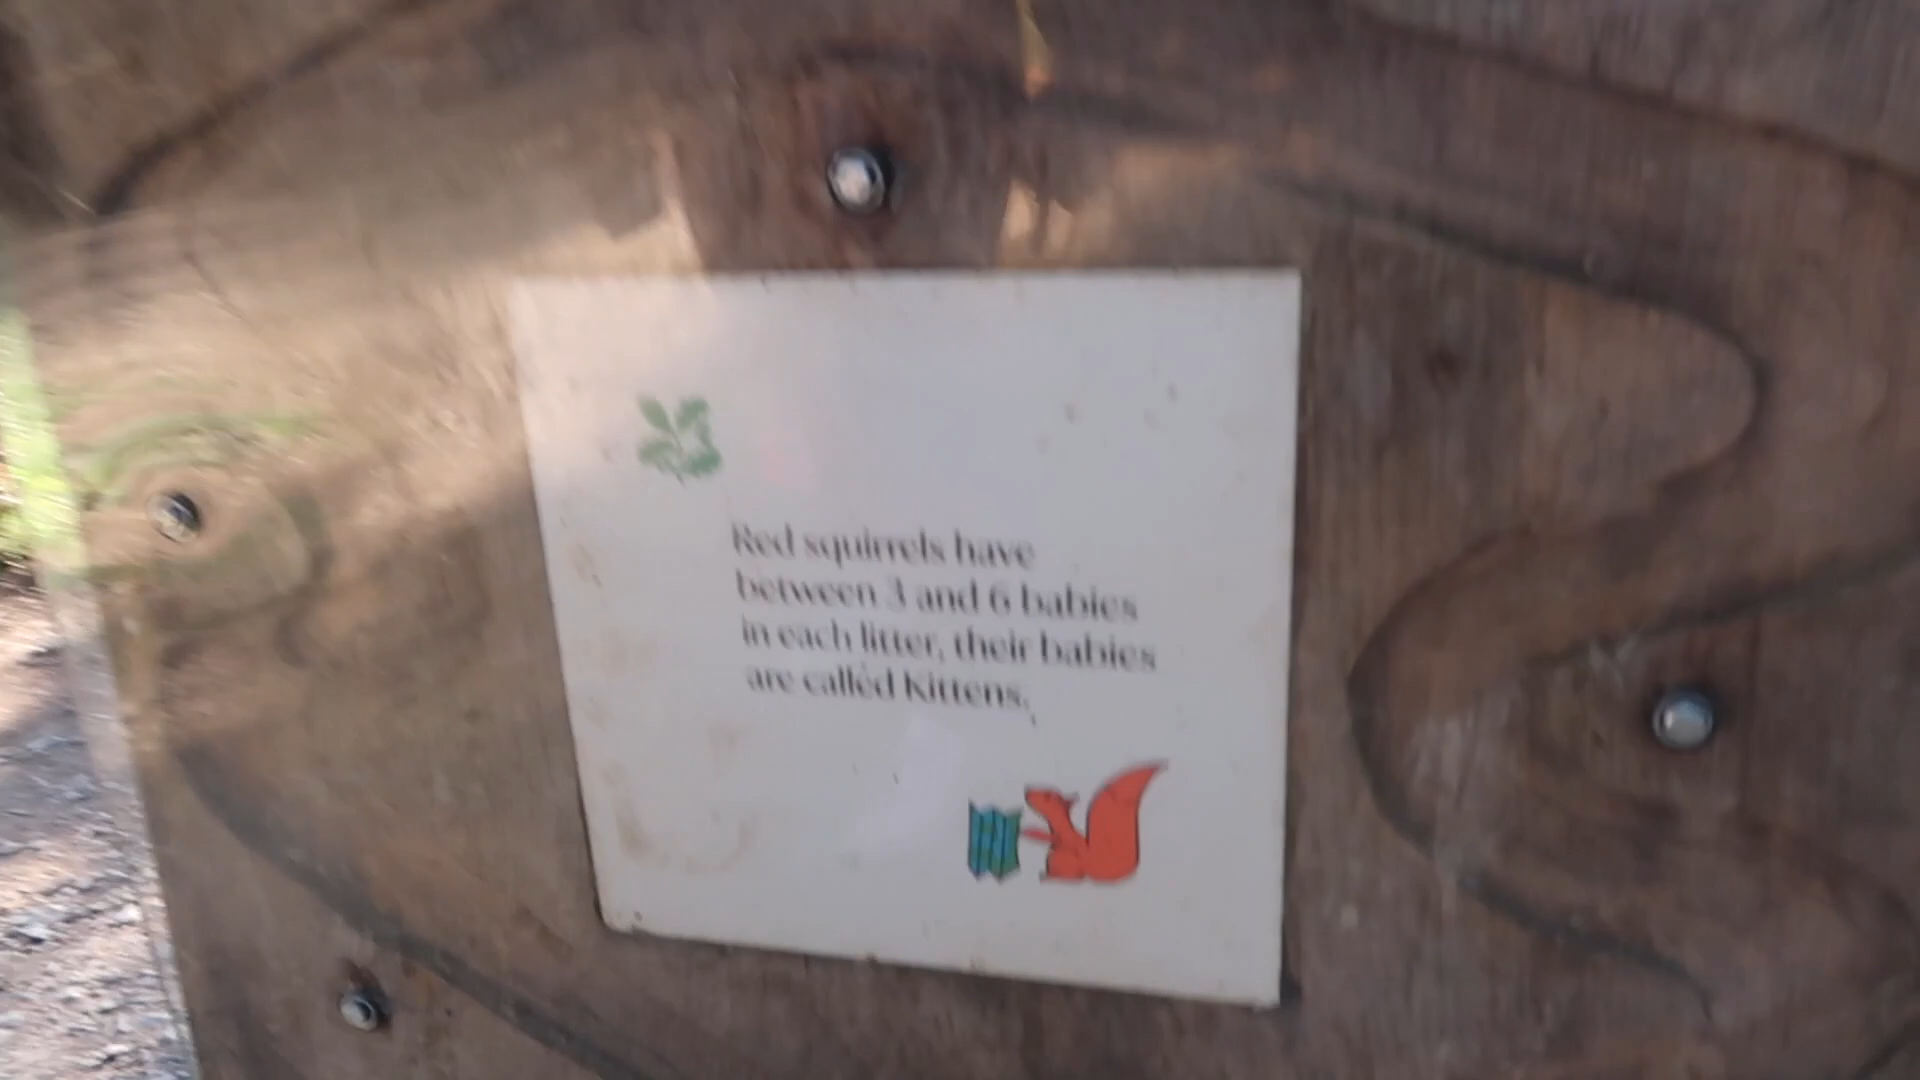 Red squirrels have
between 3 and 6 babies
in each litter, their babies
are called Kittens.